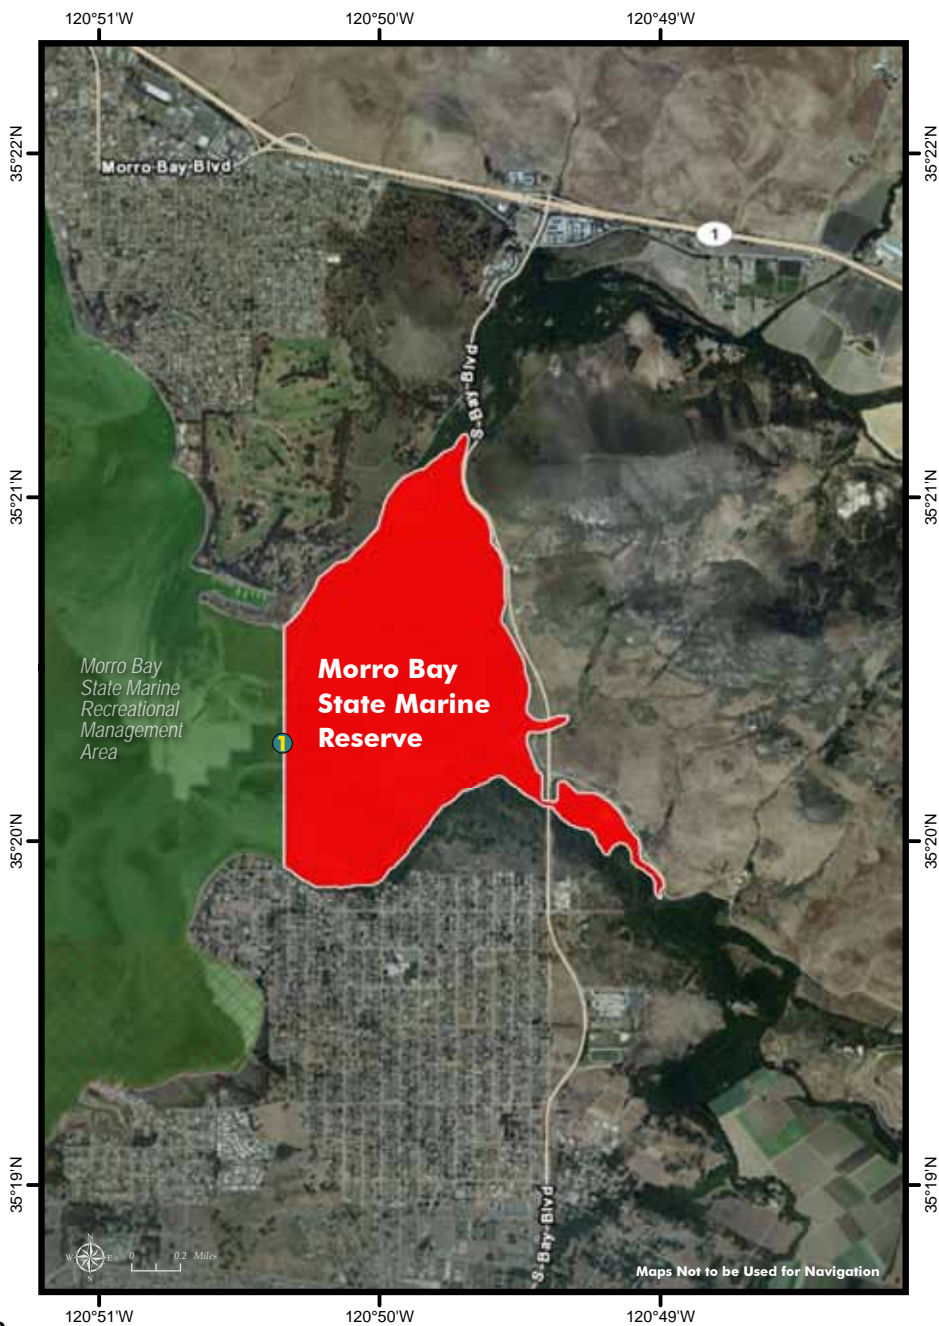 120°51'W
120°50'W
120°49'W
35°22'N
35°22'N
Morro Bay Blvd
1
S-Bay-Blvd
35°21'N
35°21'N
Morro Bay
State Marine
Recreational
Management
Area
Morro Bay
State Marine
Reserve
1
35°20'N
35°20'N
35°19'N
35°19'N
S-Bay-Blvd
N
W
E
S
0
0.2 Miles
Maps Not to be Used for Navigation
120°51'W
120°50'W
120°49'W